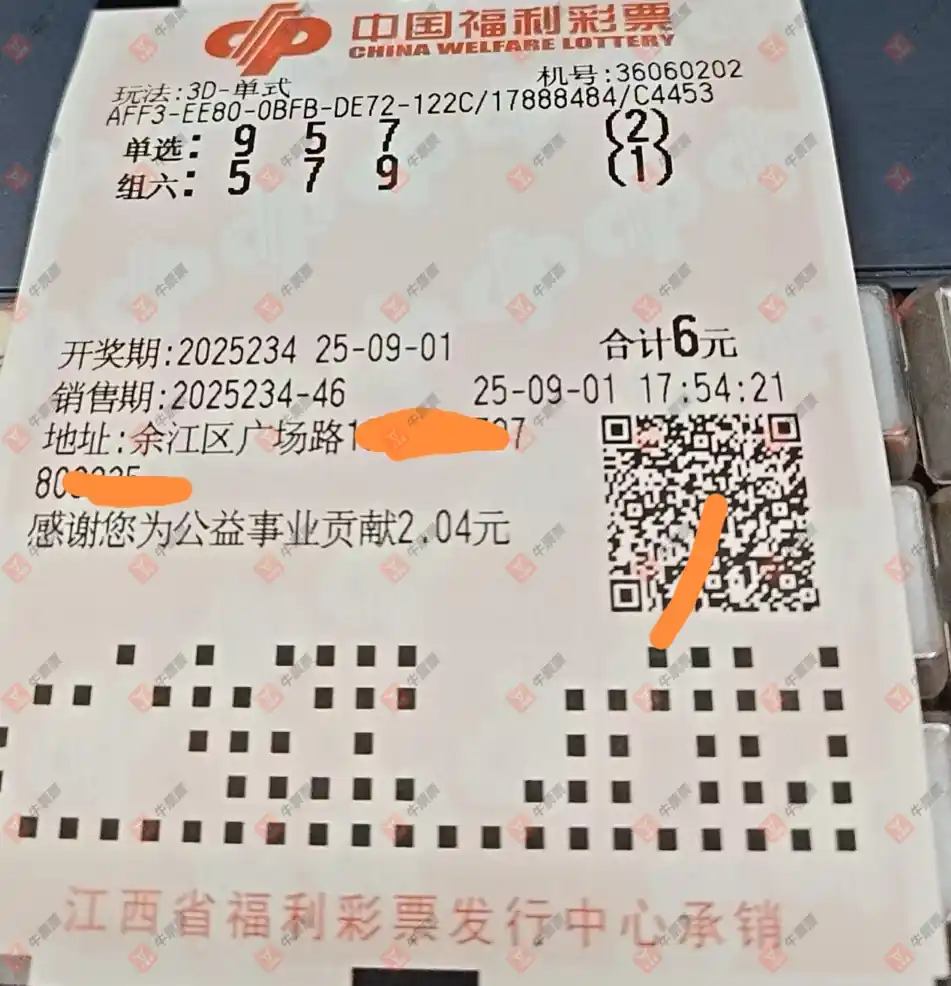 中国福利彩票
CHINA WELFARE LOTTERY
玩法:3D-单式 机号:36060202
AFF3-EE80-0BFB-DE72-122C/17888484/C4453
单选: 9 5 7 (2)
组六: 5 7 9 (1)
开奖期:2025234 25-09-01 合计6元
销售期:2025234-46 25-09-01 17:54:21
地址:余江区广场路
感谢您为公益事业贡献2.04元
江西省福利彩票发行中心承销
牛票票